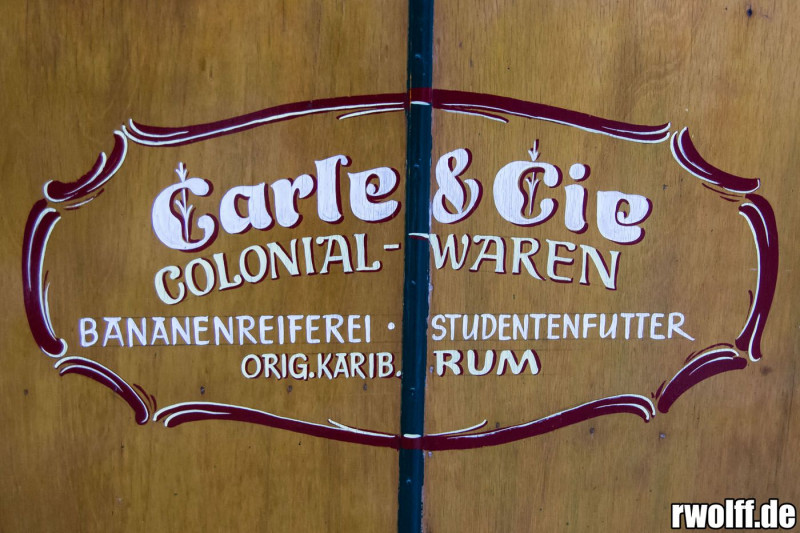 Carle & Cie
COLONIAL-WAREN
BANANENREIFEREI · STUDENTENFUTTER
ORIG.KARIB. RUM
rwolff.de